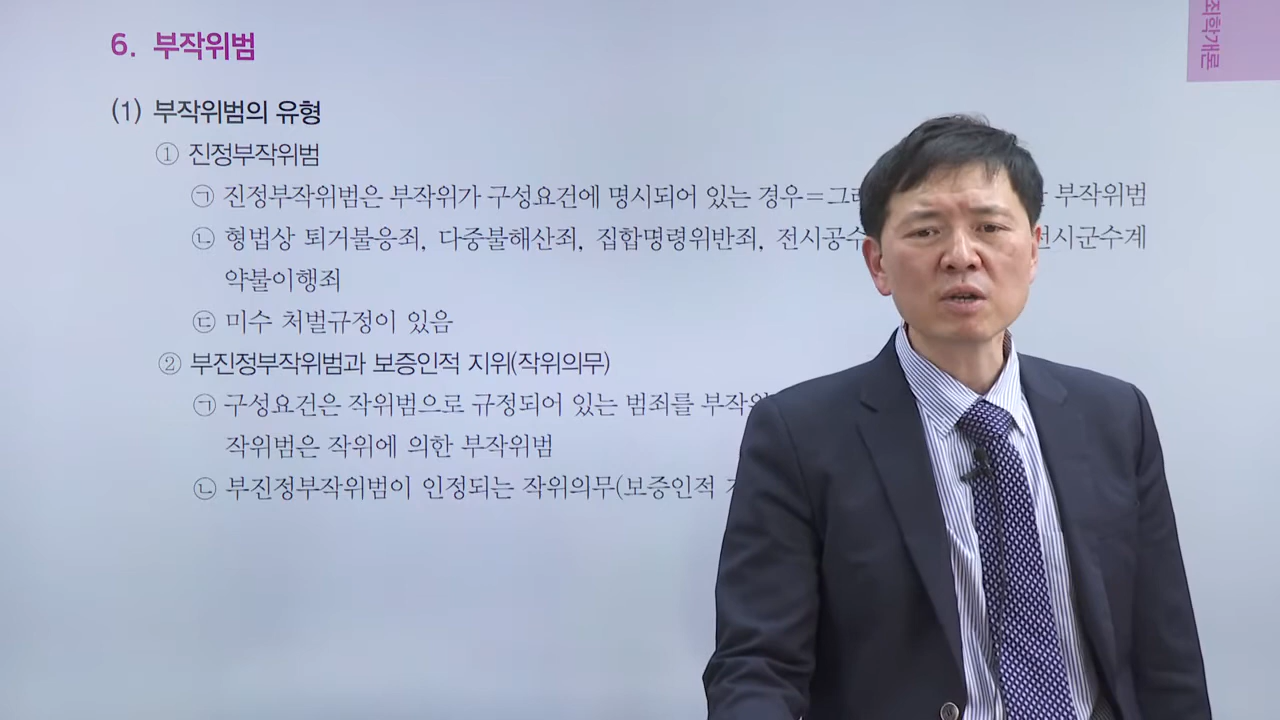 죄학개론
6. 부작위범
(1) 부작위범의 유형
① 진정부작위범
㉠ 진정부작위범은 부작위가 구성요건에 명시되어 있는 경우= 부작위범
㉡ 형법상 퇴거불응죄, 다중불해산죄, 집합명령위반죄, 전시군수계
약불이행죄
㉢ 미수 처벌규정이 있음
② 부진정부작위범과 보증인적 지위(작위의무)
㉠ 구성요건은 작위범으로 규정되어 있는 범죄를
작위범은 작위에 의한 부작위범
㉡ 부진정부작위범이 인정되는 작위의무(보증인적